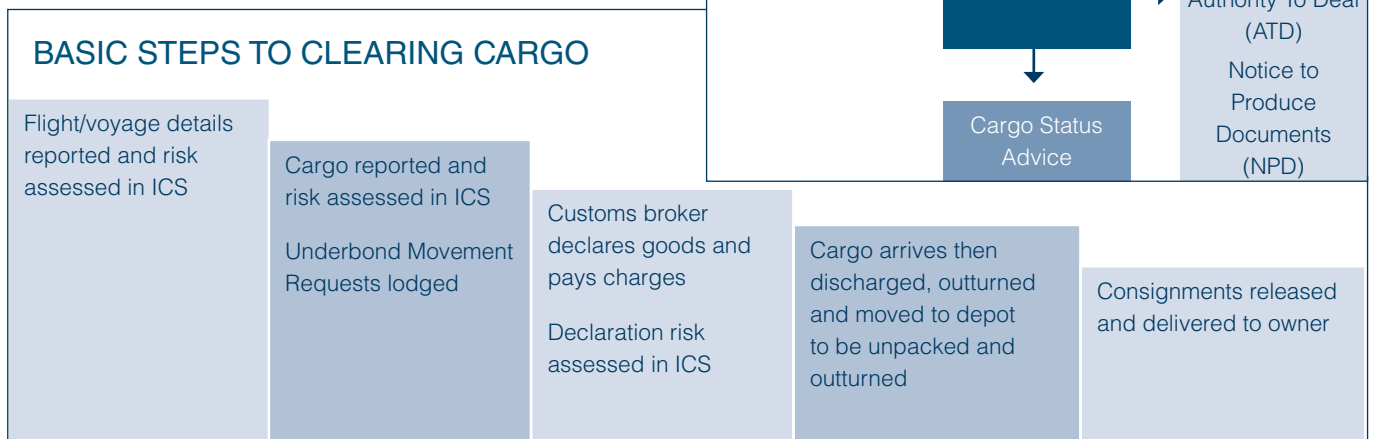 Authority To Deal
(ATD)
Notice to
Produce
Documents
(NPD)
Cargo Status
Advice
BASIC STEPS TO CLEARING CARGO
Flight/voyage details
reported and risk
assessed in ICS
Cargo reported and
risk assessed in ICS
Underbond Movement
Requests lodged
Customs broker
declares goods and
pays charges
Declaration risk
assessed in ICS
Cargo arrives then
discharged, outturned
and moved to depot
to be unpacked and
outturned
Consignments released
and delivered to owner